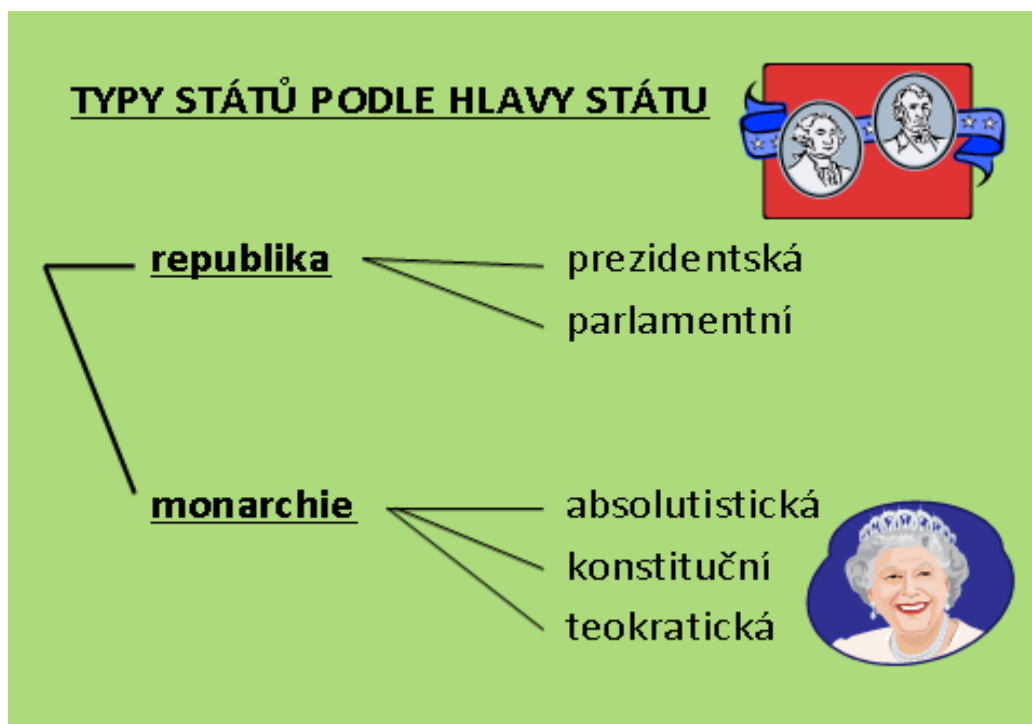 TYPY STÁTŮ PODLE HLAVY STÁTU
republika
prezidentská
parlamentní
monarchie
absolutistická
konstituční
teokratická